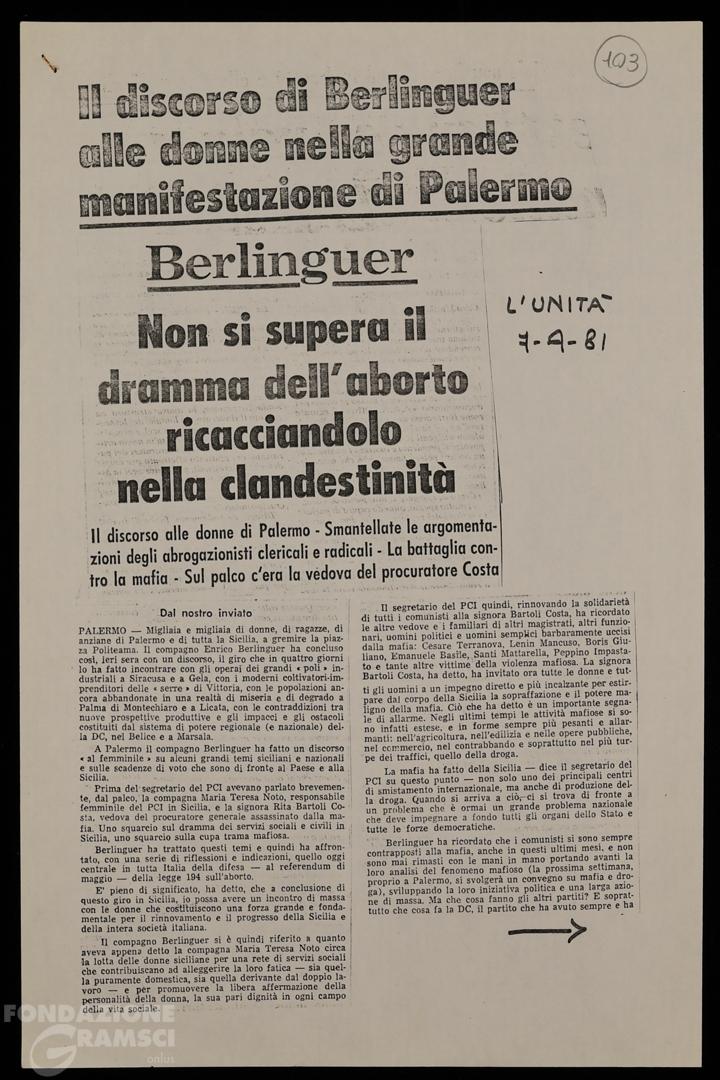 103
Il discorso di Berlinguer
alle donne nella grande
manifestazione di Palermo
Berlinguer
L'UNITA'
7-4-81
Non si supera il
dramma dell'aborto
ricacciandolo
nella clandestinità
Il discorso alle donne di Palermo - Smantellate le argomenta-
zioni degli abrogazionisti clericali e radicali - La battaglia con-
tro la mafia - Sul palco c'era la vedova del procuratore Costa
Dal nostro inviato
PALERMO — Migliaia e migliaia di donne, di ragazze, di
anziane di Palermo e di tutta la Sicilia, a gremire la piaz-
za Politeama. Il compagno Enrico Berlinguer ha concluso
così, ieri sera con un discorso, il giro che in quattro giorni
lo ha fatto incontrare con gli operai dei grandi « poli » in-
dustriali a Siracusa e a Gela, con i moderni coltivatori-im-
prenditori delle « serre » di Vittoria, con le popolazioni an-
cora abbandonate in una realtà di miseria e di degrado a
Palma di Montechiaro e a Licata, con le contraddizioni tra
nuove prospettive produttive e gli impacci e gli ostacoli
costituiti dal sistema di potere regionale (e nazionale) del-
la DC, nel Belice e a Marsala.
A Palermo il compagno Berlinguer ha fatto un discorso
« al femminile » su alcuni grandi temi siciliani e nazionali
e sulle scadenze di voto che sono di fronte al Paese e alla
Sicilia.
Prima del segretario del PCI avevano parlato brevemen-
te, dal palco, la compagna Maria Teresa Noto, responsabile
femminile del PCI in Sicilia, e la signora Rita Bartoli Co-
sta, vedova del procuratore generale assassinato dalla ma-
fia. Uno squarcio sul dramma dei servizi sociali e civili in
Sicilia, uno squarcio sulla cupa trama mafiosa.
Berlinguer ha trattato questi temi e quindi ha affron-
tato, con una serie di riflessioni e indicazioni, quello oggi
centrale in tutta Italia della difesa — al referendum di
maggio — della legge 194 sull'aborto.
E' pieno di significato, ha detto, che a conclusione di
questo giro in Sicilia, io possa avere un incontro di massa
con le donne che costituiscono una forza grande e fonda-
mentale per il rinnovamento e il progresso della Sicilia e
della intera società italiana.
Il compagno Berlinguer si è quindi riferito a quanto
aveva appena detto la compagna Maria Teresa Noto circa
la lotta delle donne siciliane per una rete di servizi sociali
che contribuiscano ad alleggerire la loro fatica — sia quel-
la puramente domestica, sia quella derivante dal doppio la-
voro — e per promuovere la libera affermazione della
personalità della donna, la sua pari dignità in ogni campo
della vita sociale.
Il segretario del PCI quindi, rinnovando la solidarietà
di tutti i comunisti alla signora Bartoli Costa, ha ricordato
le altre vedove e i familiari di altri magistrati, altri funzio-
nari, uomini politici e uomini semplici barbaramente uccisi
dalla mafia: Cesare Terranova, Lenin Mancuso, Boris Giu-
liano, Emanuele Basile, Santi Mattarella, Peppino Impasta-
to e tante altre vittime della violenza mafiosa. La signora
Bartoli Costa, ha detto, ha invitato ora tutte le donne e tut-
ti gli uomini a un impegno diretto e più incalzante per estir-
pare dal corpo della Sicilia la sopraffazione e il potere ma-
ligno della mafia. Ciò che ha detto è un importante segna-
le di allarme. Negli ultimi tempi le attività mafiose si so-
no infatti estese, e in forme sempre più pesanti e allar-
manti: nell'agricoltura, nell'edilizia e nelle opere pubbliche,
nel commercio, nel contrabbando e soprattutto nel più tur-
pe dei traffici, quello della droga.
La mafia ha fatto della Sicilia — dice il segretario del
PCI su questo punto — non solo uno dei principali centri
di smistamento internazionale, ma anche di produzione del-
la droga. Quando si arriva a ciò, ci si trova di fronte a
un problema che è ormai un grande problema nazionale
che deve impegnare a fondo tutti gli organi dello Stato e
tutte le forze democratiche.
Berlinguer ha ricordato che i comunisti si sono sempre
contrapposti alla mafia, anche in questi ultimi mesi, e non
sono mai rimasti con le mani in mano portando avanti la
loro analisi del fenomeno mafioso (la prossima settimana,
proprio a Palermo, si svolgerà un convegno su mafia e dro-
ga), sviluppando la loro iniziativa politica e una larga azio-
ne di massa. Ma che cosa fanno gli altri partiti? E soprat-
tutto che cosa fa la DC, il partito che ha avuto sempre e ha
FONDAZIONE
GRAMSCI
onlus